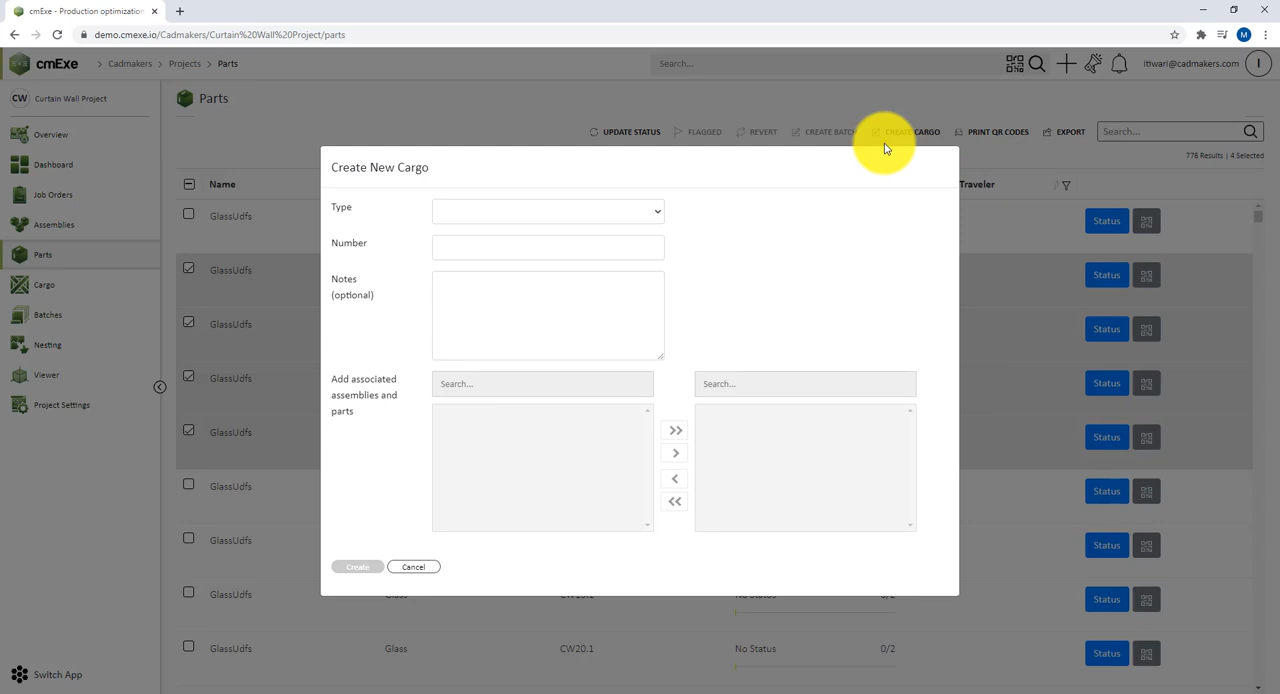 cmExe - Production optimization
demo.cmexe.io/Cadmakers/Curtain%20Wall%20Project/parts
M
cmExe
Cadmakers > Projects > Parts
Search...
itiwari@cadmakers.com
I
CW Curtain Wall Project
Parts
Overview
Dashboard
Job Orders
Assemblies
Parts
Cargo
Batches
Nesting
Viewer
Project Settings
Switch App
UPDATE STATUS FLAGGED REVERT CREATE BATCH CREATE CARGO PRINT QR CODES EXPORT Search...
778 Results | 4 Selected
Name Traveler
GlassUdfs Status
GlassUdfs Status
GlassUdfs Status
GlassUdfs Status
GlassUdfs Status
GlassUdfs Status
GlassUdfs Status
GlassUdfs Glass CW15.2 No Status 0/2 Status
GlassUdfs Glass CW20.1 No Status 0/2 Status
Create New Cargo
Type
Number
Notes
(optional)
Add associated
assemblies and
parts
Search... Search...
>>
>
<
<<
Create Cancel